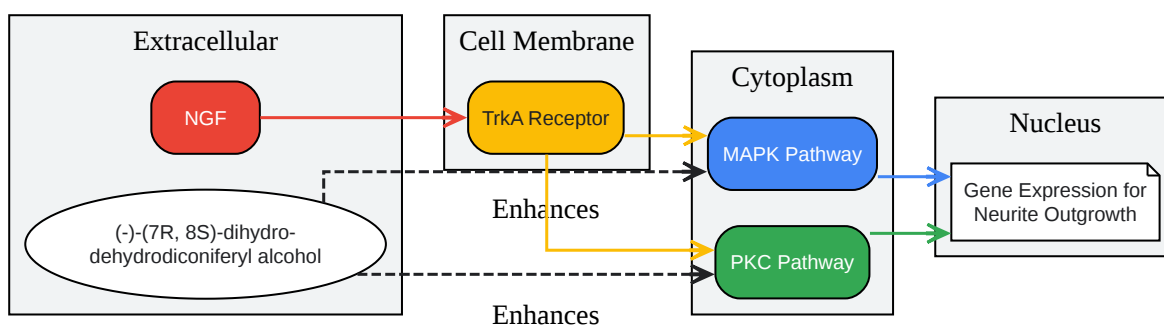 Extracellular
NGF
(-)-(7R, 8S)-dihydro-
dehydrodiconiferyl alcohol
Cell Membrane
TrkA Receptor
Enhances
Enhances
Cytoplasm
MAPK Pathway
PKC Pathway
Nucleus
Gene Expression for
Neurite Outgrowth